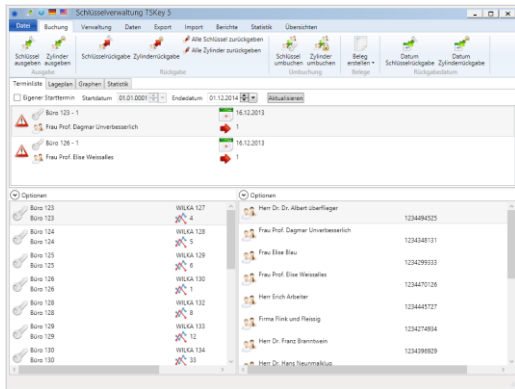 Schlüsselverwaltung TSKey 5
Datei Buchung Verwaltung Daten Export Import Berichte Statistik Übersichten
Schlüssel ausgeben
Zylinder ausgeben
Ausgabe
Schlüsselrückgabe Zylinderrückgabe
Alle Schlüssel zurückgeben
Alle Zylinder zurückgeben
Rückgabe
Schlüssel umbuchen
Zylinder umbuchen
Umbuchung
Beleg erstellen
Belege
Datum Schlüsselrückgabe
Datum Zylinderrückgabe
Rückgabedatum
Terminliste Lageplan Graphen Statistik
Eigener Starttermin Startdatum 01.01.0001 Endedatum 01.12.2014 Aktualisieren
Büro 123 - 1 16.12.2013
Frau Prof. Dagmar Unverbesserlich 1
Büro 126 - 1 16.12.2013
Frau Prof. Elise Weissalles 1
Optionen
Büro 123 WILKA 127
Büro 123 4
Büro 124 WILKA 128
Büro 124 5
Büro 125 WILKA 129
Büro 125 6
Büro 126 WILKA 130
Büro 126 1
Büro 128 WILKA 132
Büro 128 8
Büro 129 WILKA 133
Büro 129 12
Büro 130 WILKA 134
Büro 130 33
Optionen
Herr Dr. Dr. Albert Überflieger
1234494525
Frau Prof. Dagmar Unverbesserlich
1234348131
Frau Elise Blau
1234299333
Frau Prof. Elise Weissalles
1234470126
Herr Erich Arbeiter
1234445727
Firma Flink und Fleissig
1234274934
Herr Dr. Franz Branntwein
1234396929
Herr Dr. Hans Neunmalklug